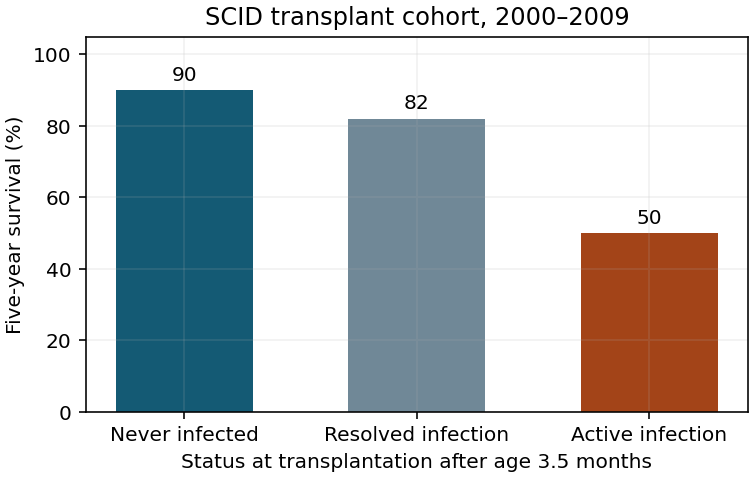 SCID transplant cohort, 2000–2009
Five-year survival (%)
100
80
60
40
20
0
90
82
50
Never infected
Resolved infection
Active infection
Status at transplantation after age 3.5 months